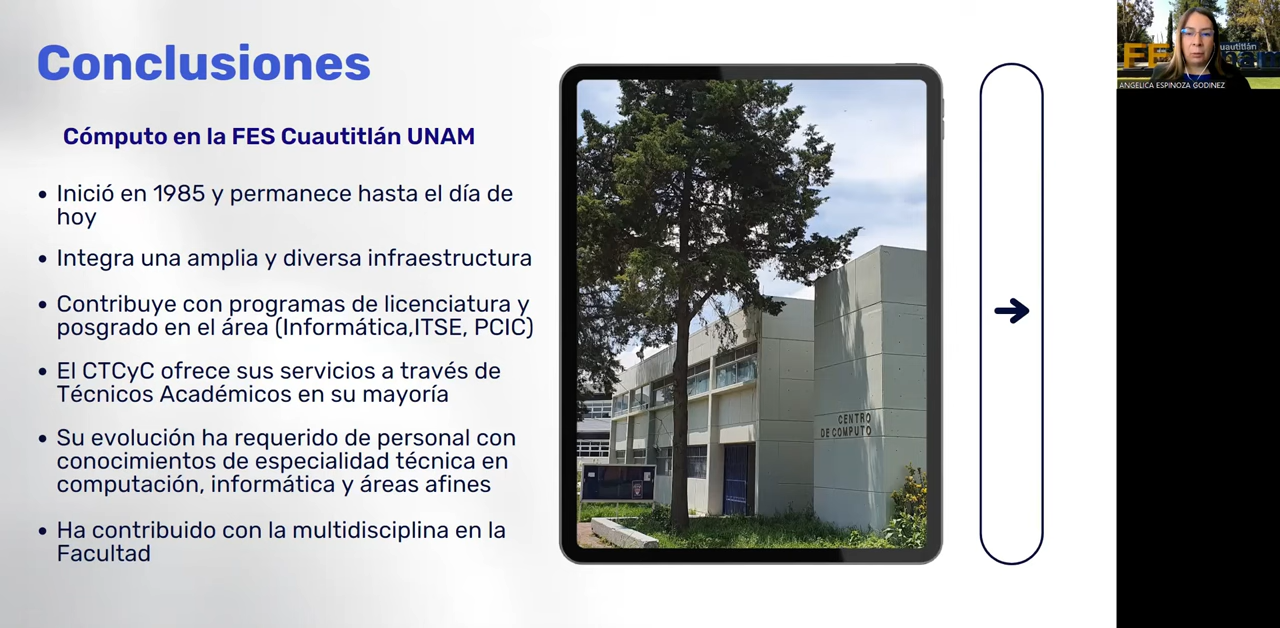 Conclusiones
Cómputo en la FES Cuautitlán UNAM
• Inició en 1985 y permanece hasta el día de
hoy
• Integra una amplia y diversa infraestructura
• Contribuye con programas de licenciatura y
posgrado en el área (Informática,ITSE, PCIC)
• El CTCyC ofrece sus servicios a través de
Técnicos Académicos en su mayoría
• Su evolución ha requerido de personal con
conocimientos de especialidad técnica en
computación, informática y áreas afines
• Ha contribuido con la multidisciplina en la
Facultad
CENTRO
DE COMPUTO
uautitlán
ANGELICA ESPINOZA GODINEZ